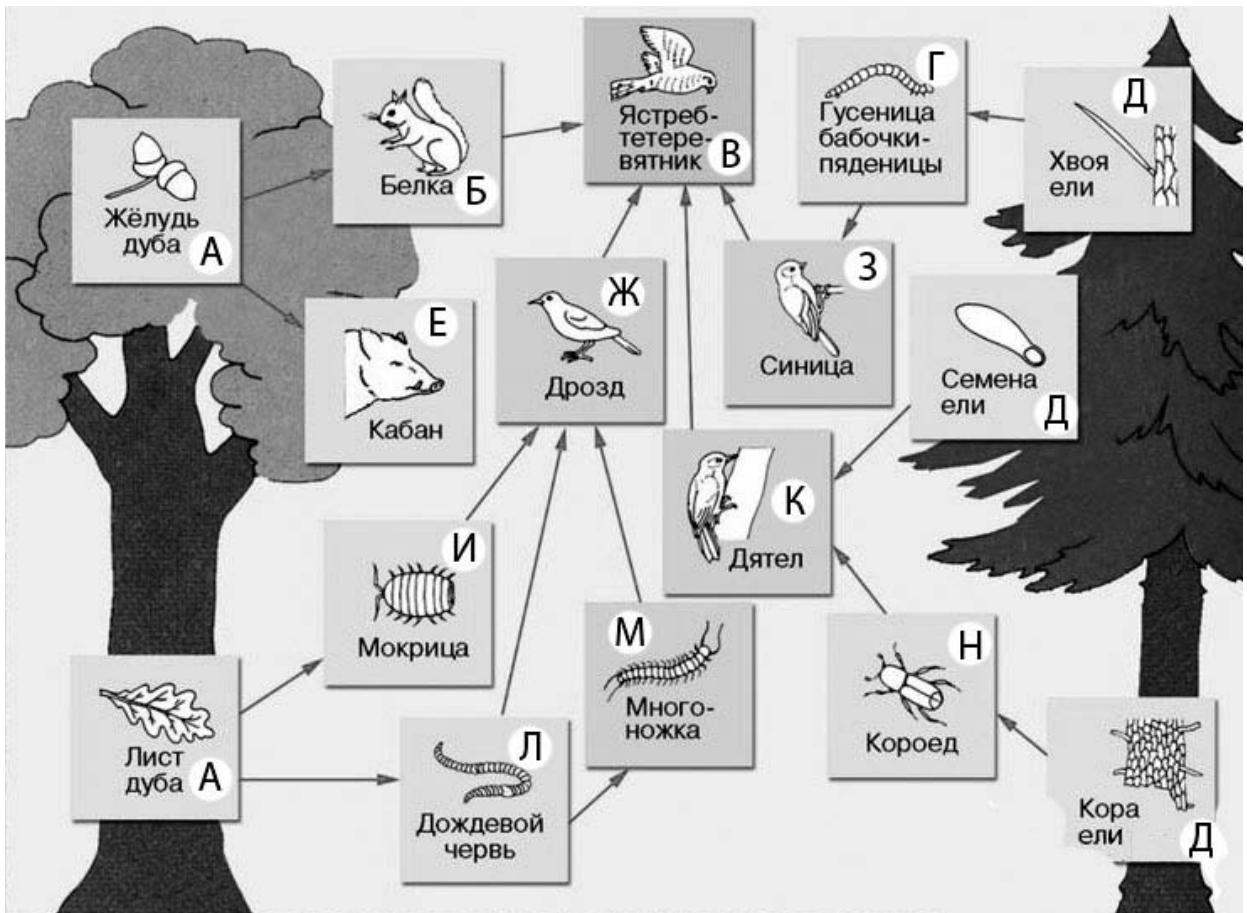 Жёлудь
дуба
А
Белка
Б
Ястреб-
тетере-
вятник
В
Г
Гусеница
бабочки-
пяденицы
Д
Хвоя
ели
Е
Кабан
Ж
Дрозд
З
Синица
Семена
ели
Д
И
Мокрица
К
Дятел
Лист
дуба
А
Л
Дождевой
червь
М
Много-
ножка
Н
Короед
Кора
ели
Д